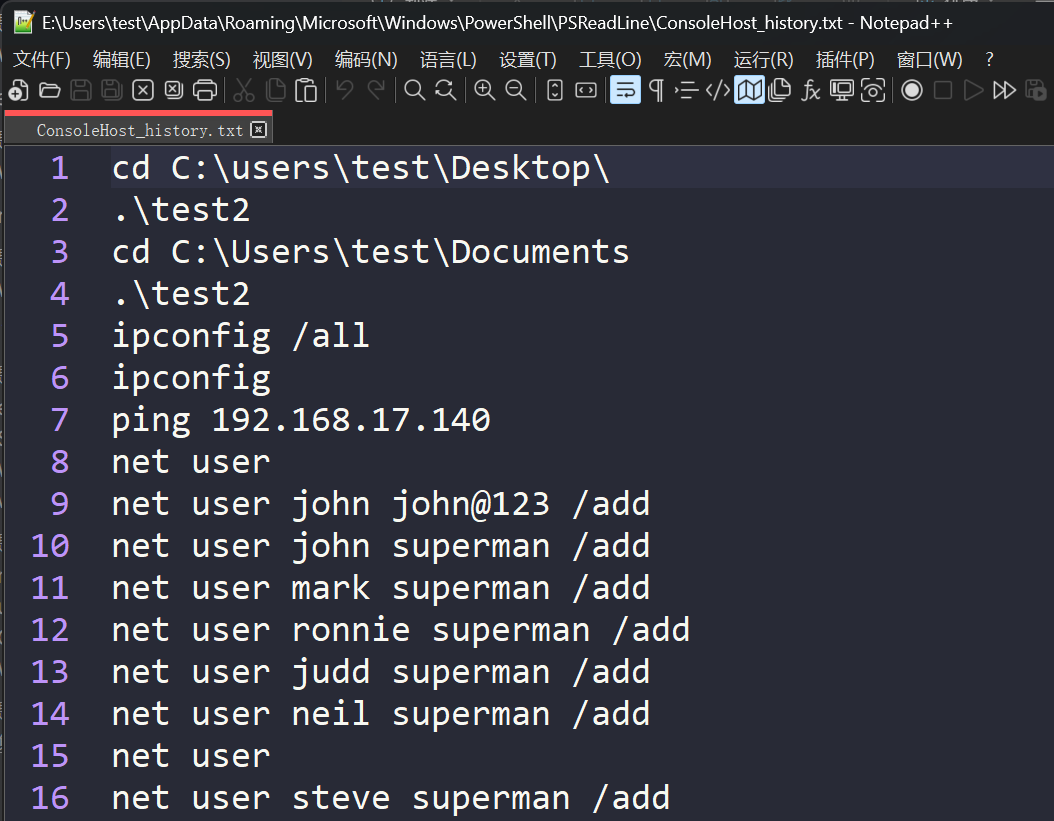 E:\Users\test\AppData\Roaming\Microsoft\Windows\PowerShell\PSReadLine\ConsoleHost_history.txt - Notepad++
文件(F) 编辑(E) 搜索(S) 视图(V) 编码(N) 语言(L) 设置(T) 工具(O) 宏(M) 运行(R) 插件(P) 窗口(W) ?
ConsoleHost_history.txt
1 cd C:\users\test\Desktop\
2 .\test2
3 cd C:\Users\test\Documents
4 .\test2
5 ipconfig /all
6 ipconfig
7 ping 192.168.17.140
8 net user
9 net user john john@123 /add
10 net user john superman /add
11 net user mark superman /add
12 net user ronnie superman /add
13 net user judd superman /add
14 net user neil superman /add
15 net user
16 net user steve superman /add